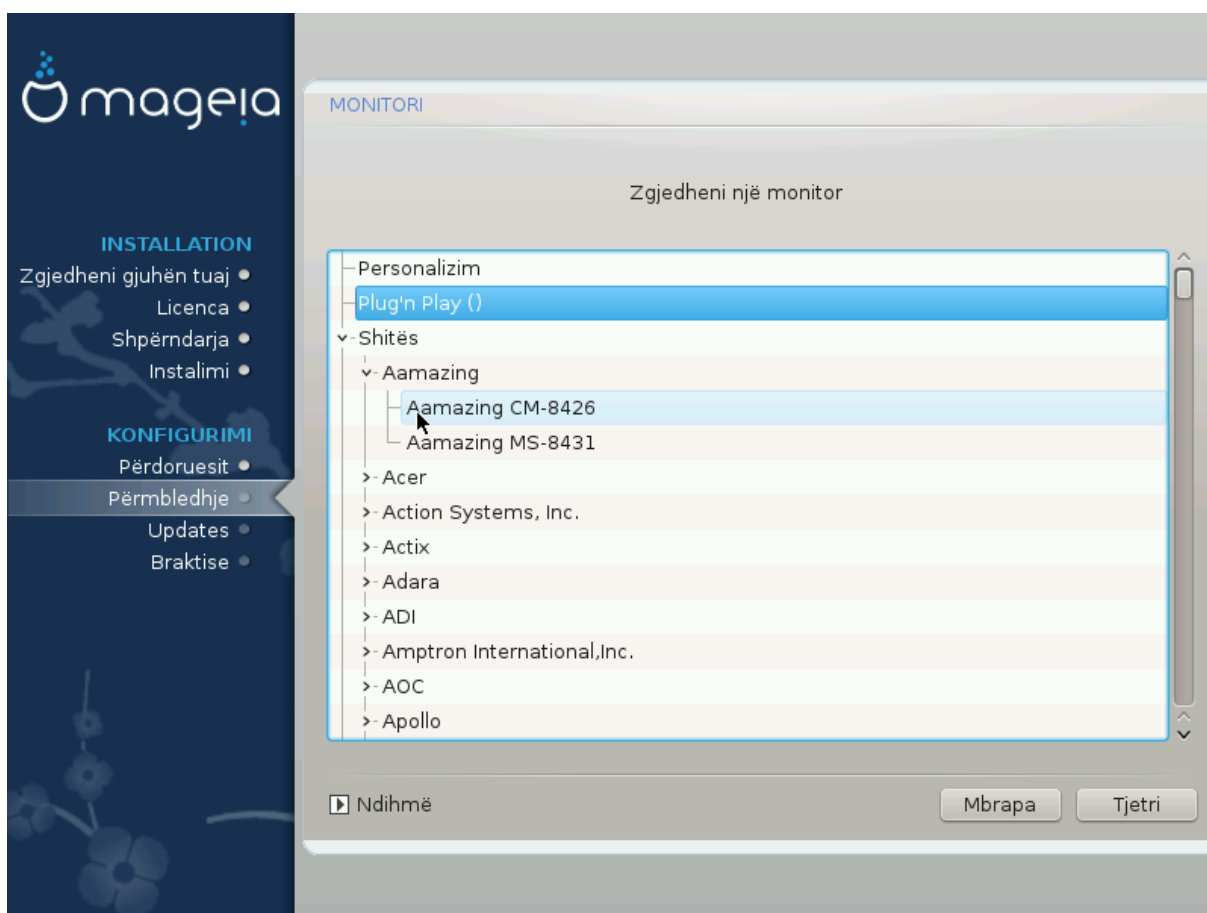 mageia
INSTALLATION
Zgjedheni gjuhën tuaj
Licenca
Shpërndarja
Instalimi
KONFIGURIMI
Përdoruesit
Përmbledhje
Updates
Braktise
MONITORI
Zgjedheni një monitor
Personalizim
Plug'n Play ()
Shitës
Aamazing
Aamazing CM-8426
Aamazing MS-8431
Acer
Action Systems, Inc.
Actix
Adara
ADI
Amptron International,Inc.
AOC
Apollo
Ndihmë
Mbrapa
Tjetri